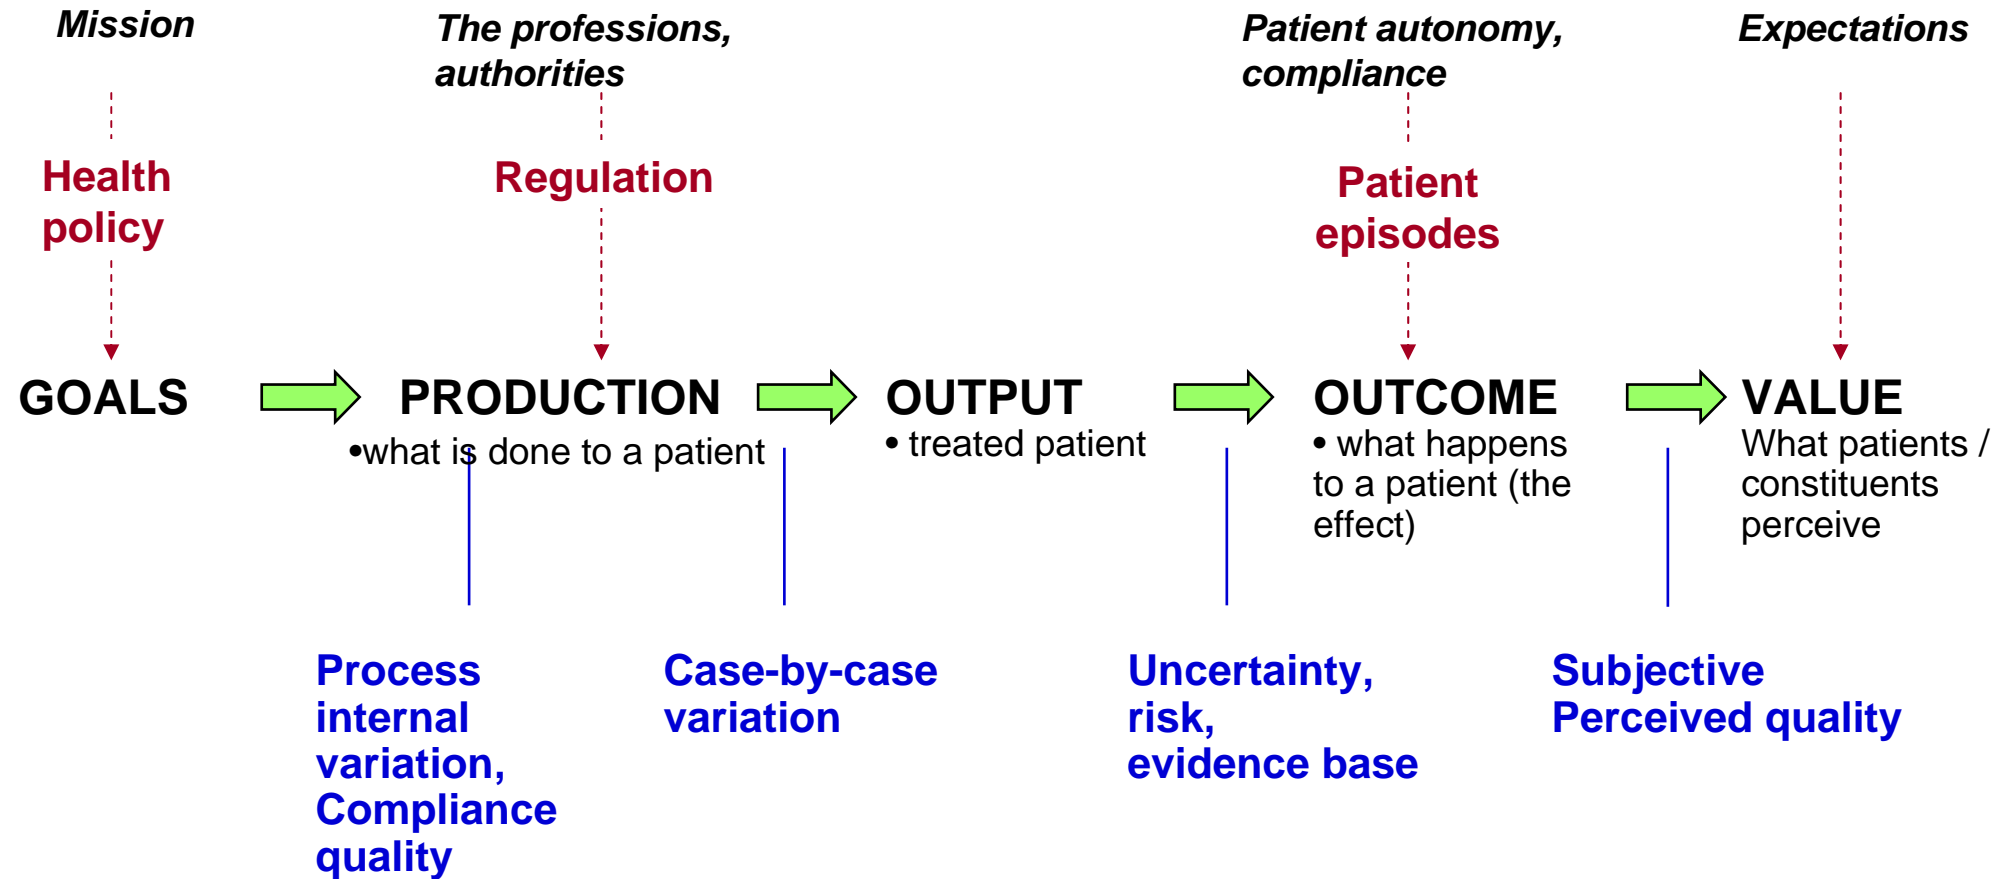 Mission
The professions,
authorities
Patient autonomy,
compliance
Expectations
Health
policy
Regulation
Patient
episodes
GOALS
PRODUCTION
•what is done to a patient
OUTPUT
• treated patient
OUTCOME
• what happens
to a patient (the
effect)
VALUE
What patients /
constituents
perceive
Process
internal
variation,
Compliance
quality
Case-by-case
variation
Uncertainty,
risk,
evidence base
Subjective
Perceived quality